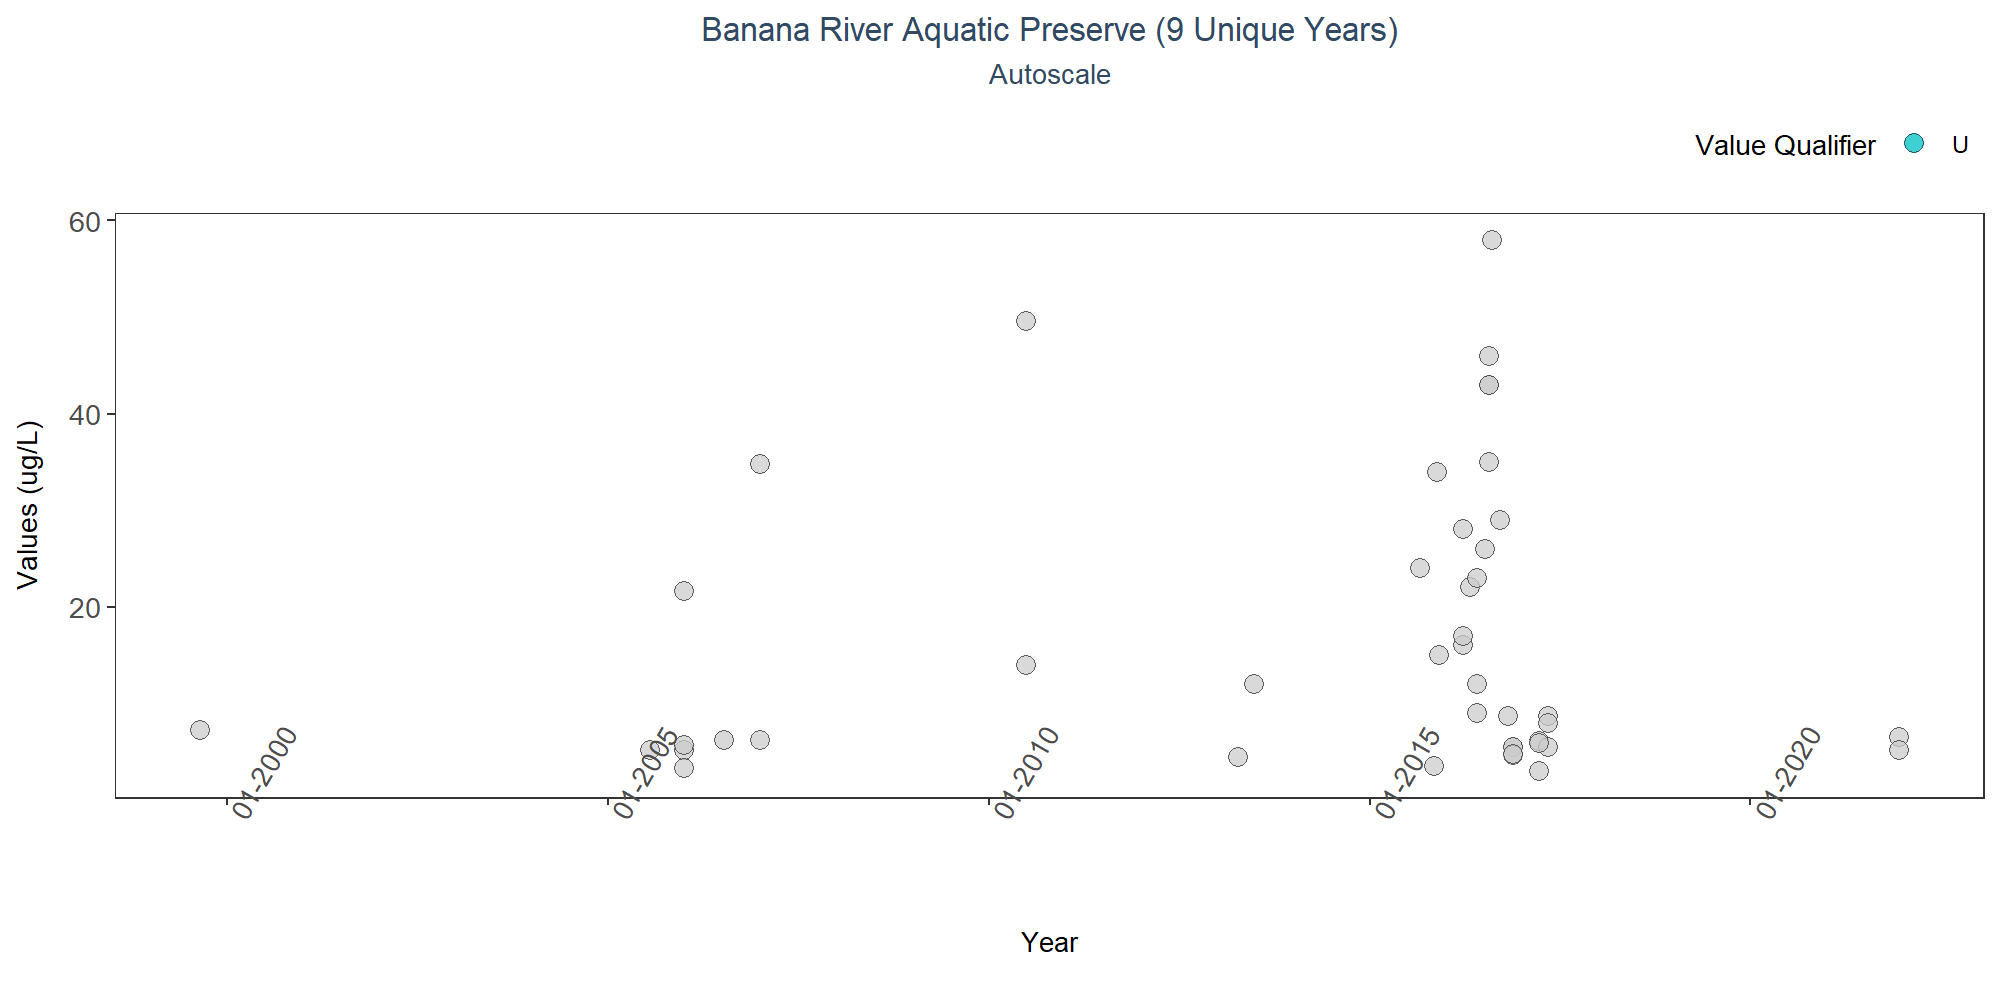 Banana River Aquatic Preserve (9 Unique Years)
Autoscale
Value Qualifier U
60
40
20
Values (ug/L)
01-2000
01-2005
01-2010
01-2015
01-2020
Year